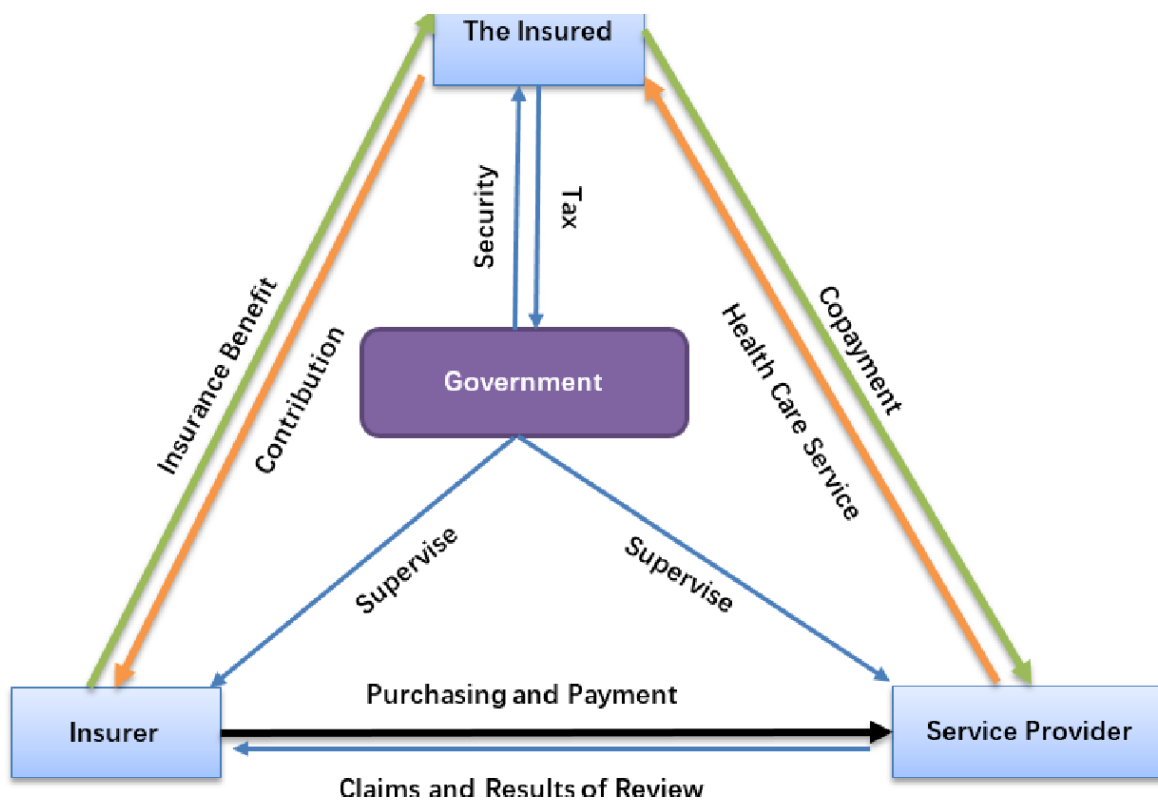 The Insured
Security
Tax
Insurance Benefit
Contribution
Copayment
Health Care Service
Government
Supervise
Supervise
Purchasing and Payment
Insurer
Service Provider
Claims and Results of Review